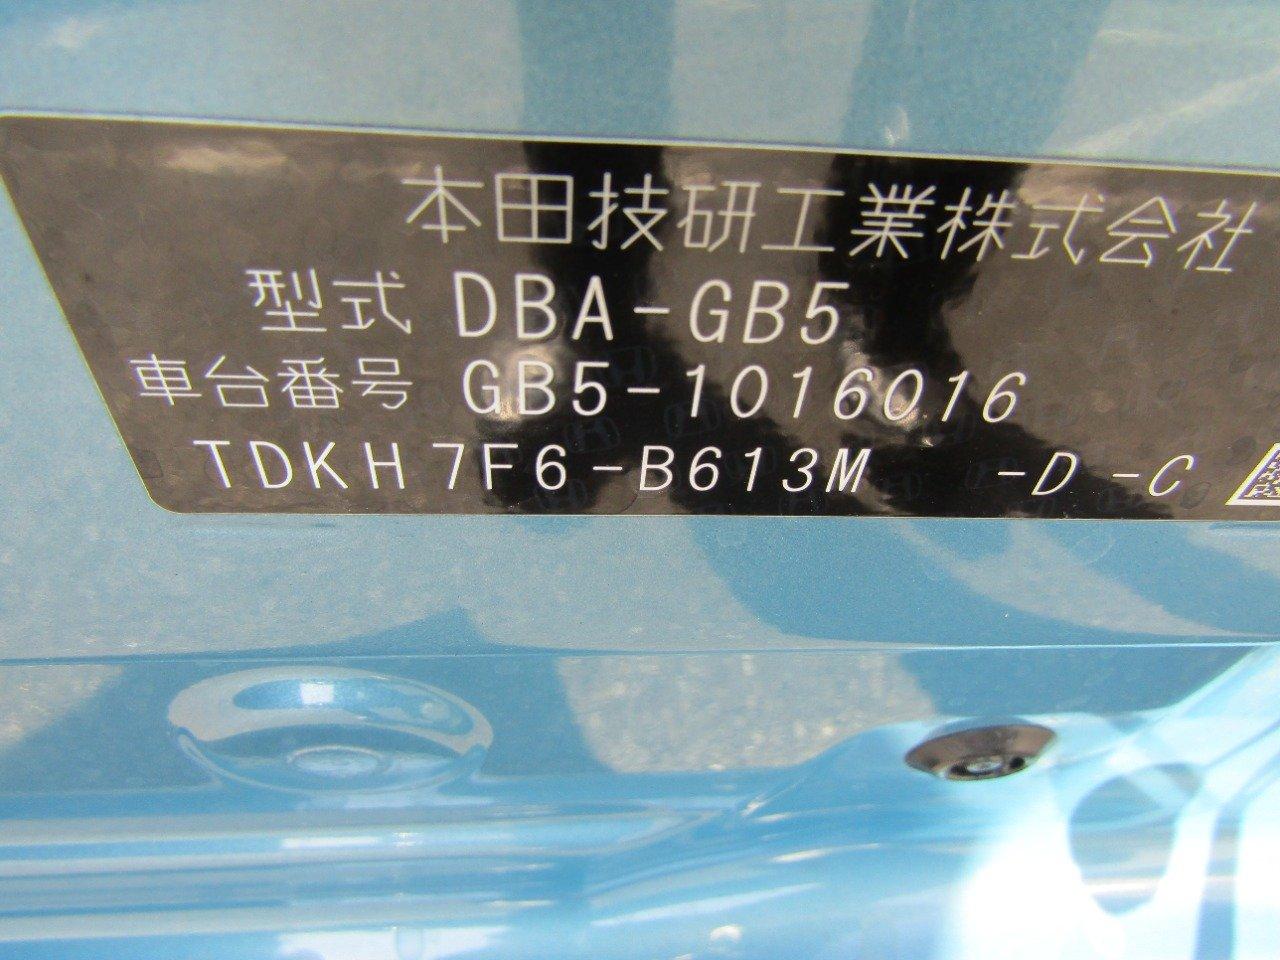 本田技研工業株式会社
型式 DBA-GB5
車台番号 GB5-1016016
TDKH7F6-B613M -D -C